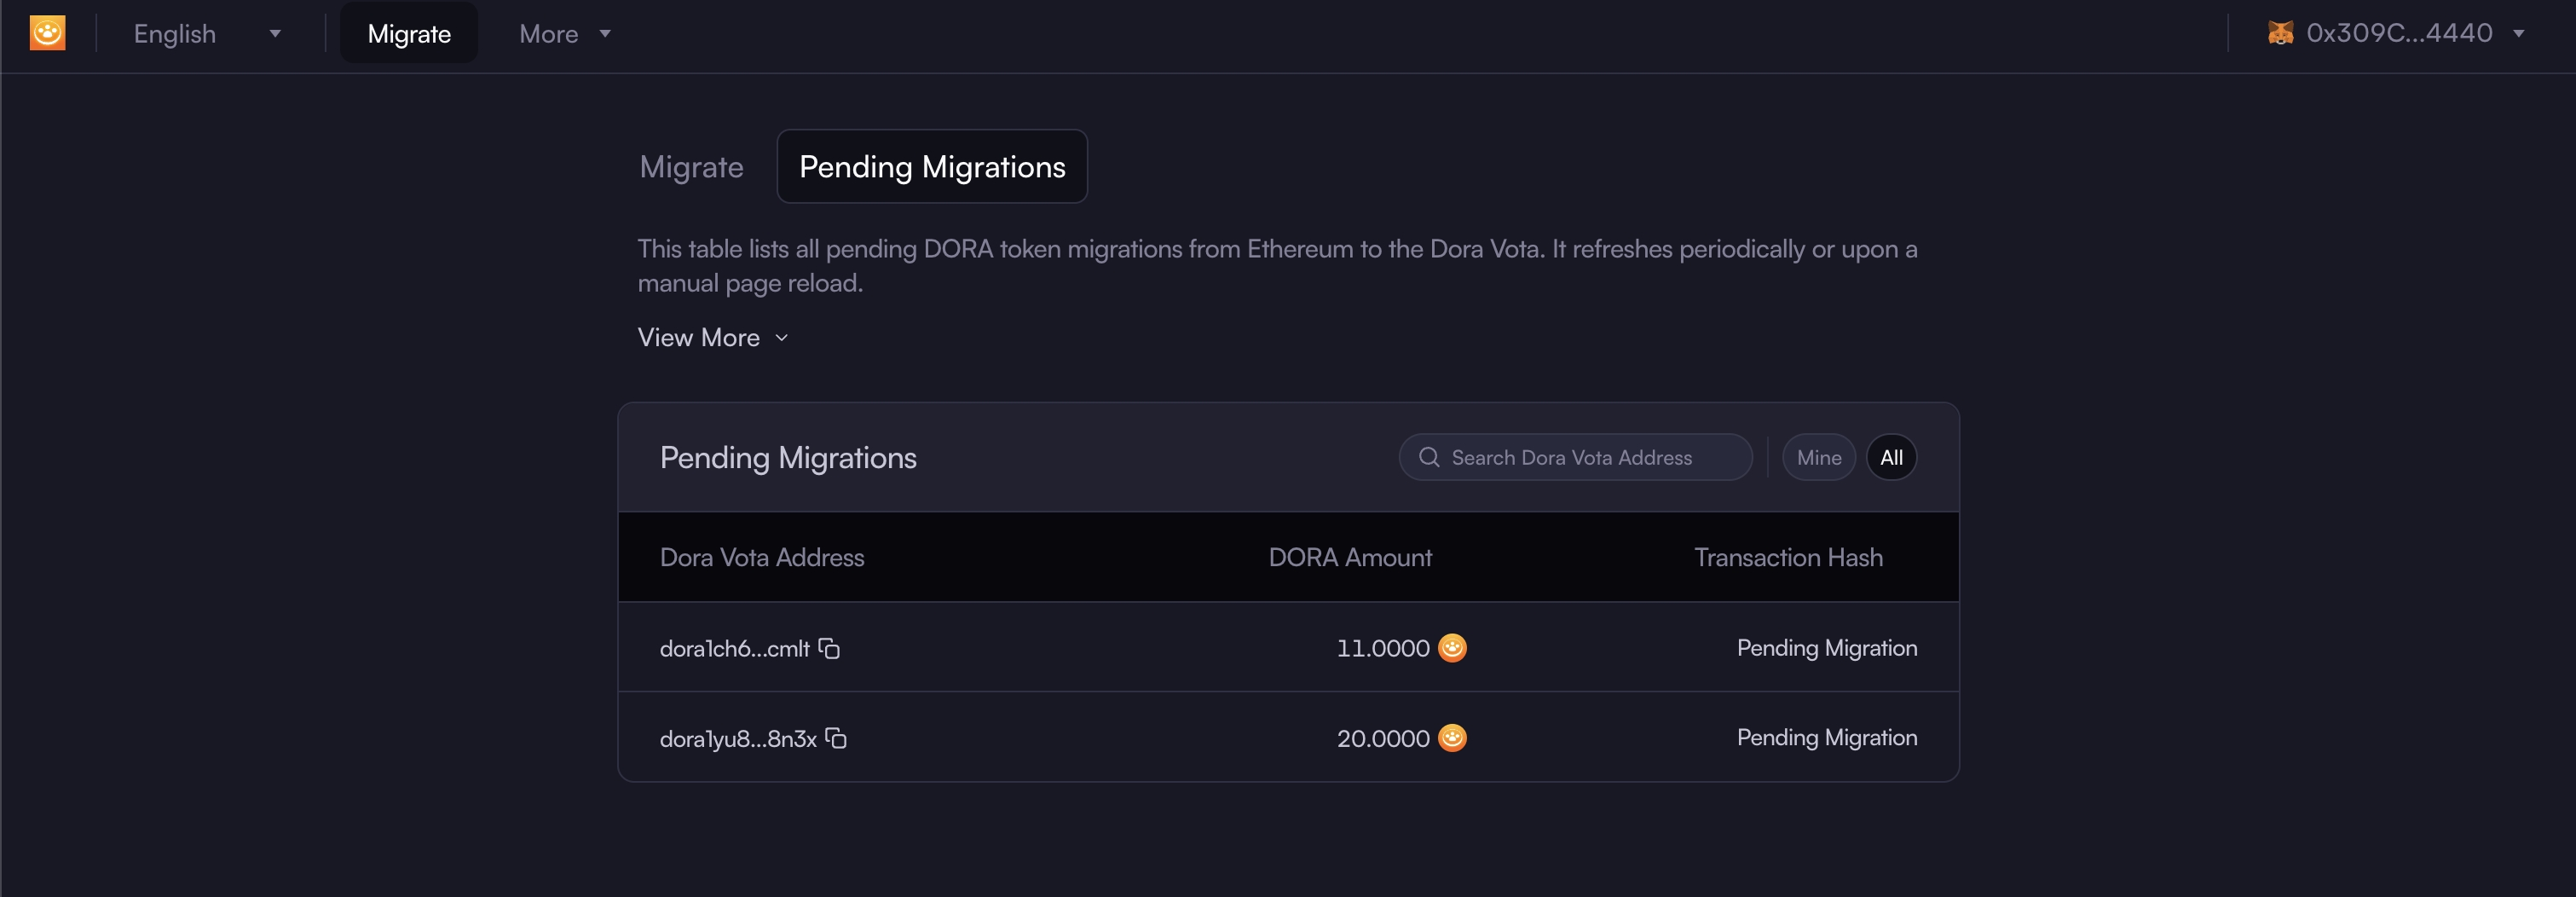 English
Migrate
More
0x309C...4440
Migrate
Pending Migrations
This table lists all pending DORA token migrations from Ethereum to the Dora Vota. It refreshes periodically or upon a
manual page reload.
View More
Pending Migrations
Search Dora Vota Address
Mine
All
Dora Vota Address
DORA Amount
Transaction Hash
dora1ch6...cmlt
11.0000
Pending Migration
dora1yu8...8n3x
20.0000
Pending Migration